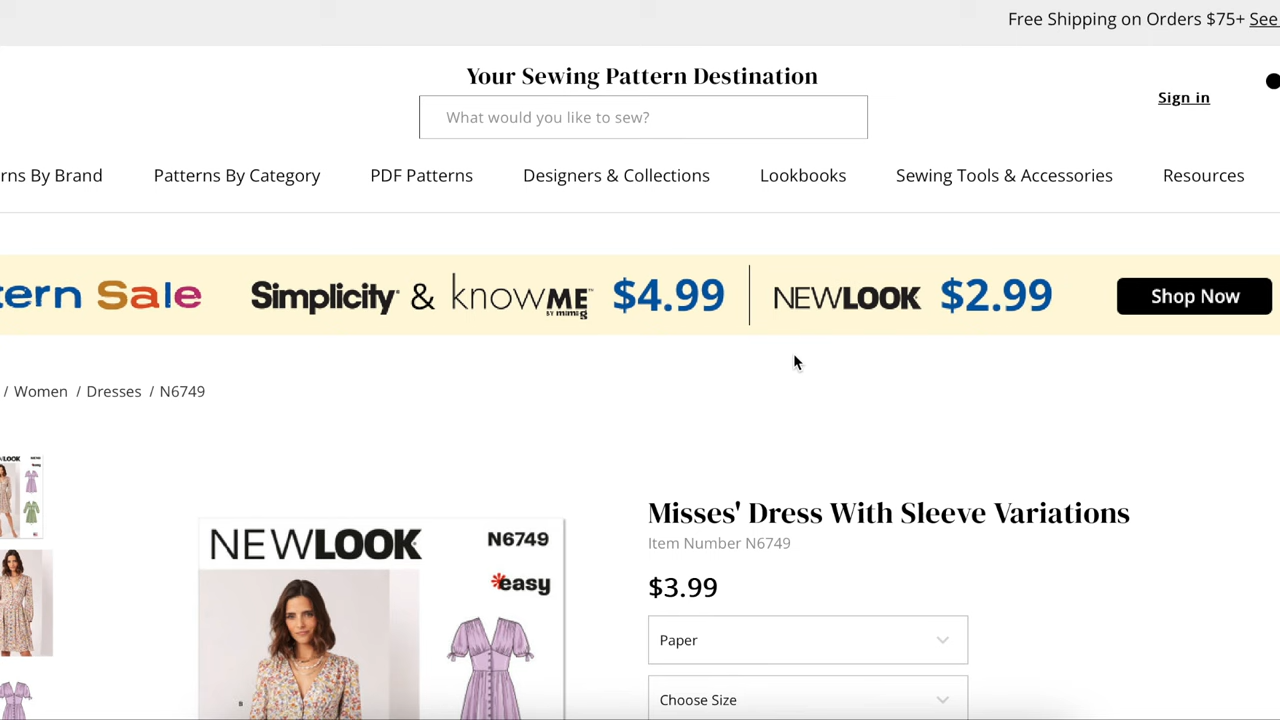 Free Shipping on Orders $75+ See
Your Sewing Pattern Destination
What would you like to sew?
Sign in
rns By Brand
Patterns By Category
PDF Patterns
Designers & Collections
Lookbooks
Sewing Tools & Accessories
Resources
tern Sale
Simplicity & knowME BY mimi g $4.99
NEWLOOK $2.99
Shop Now
/ Women / Dresses / N6749
NEWLOOK
N6749
easy
Misses' Dress With Sleeve Variations
Item Number N6749
$3.99
Paper
Choose Size
B